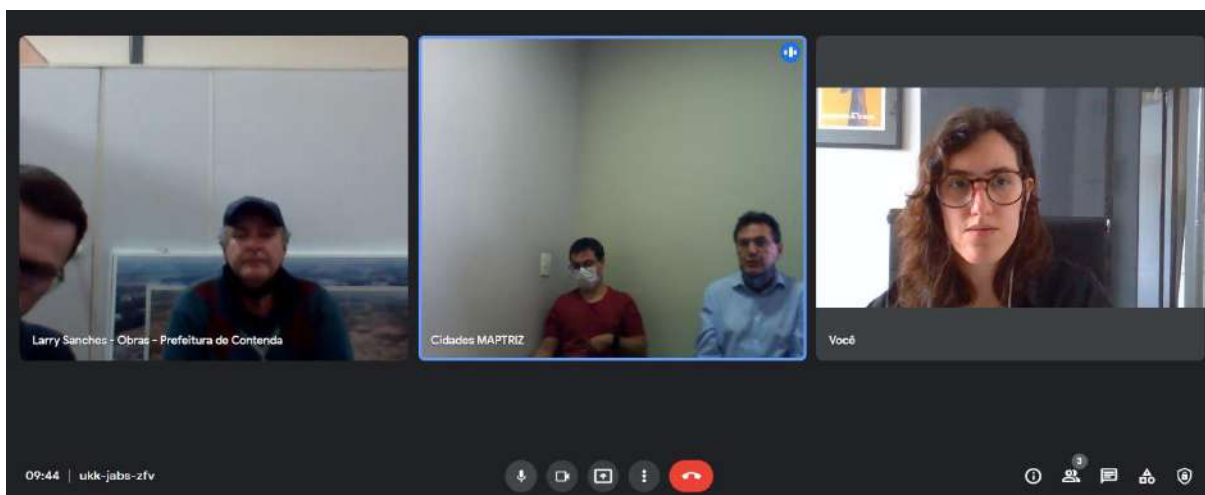 Larry Sanches - Obras - Prefeitura de Contenda
Cidades MAPTRIZ
Você
09:44 | ukk-jabs-zfv
3